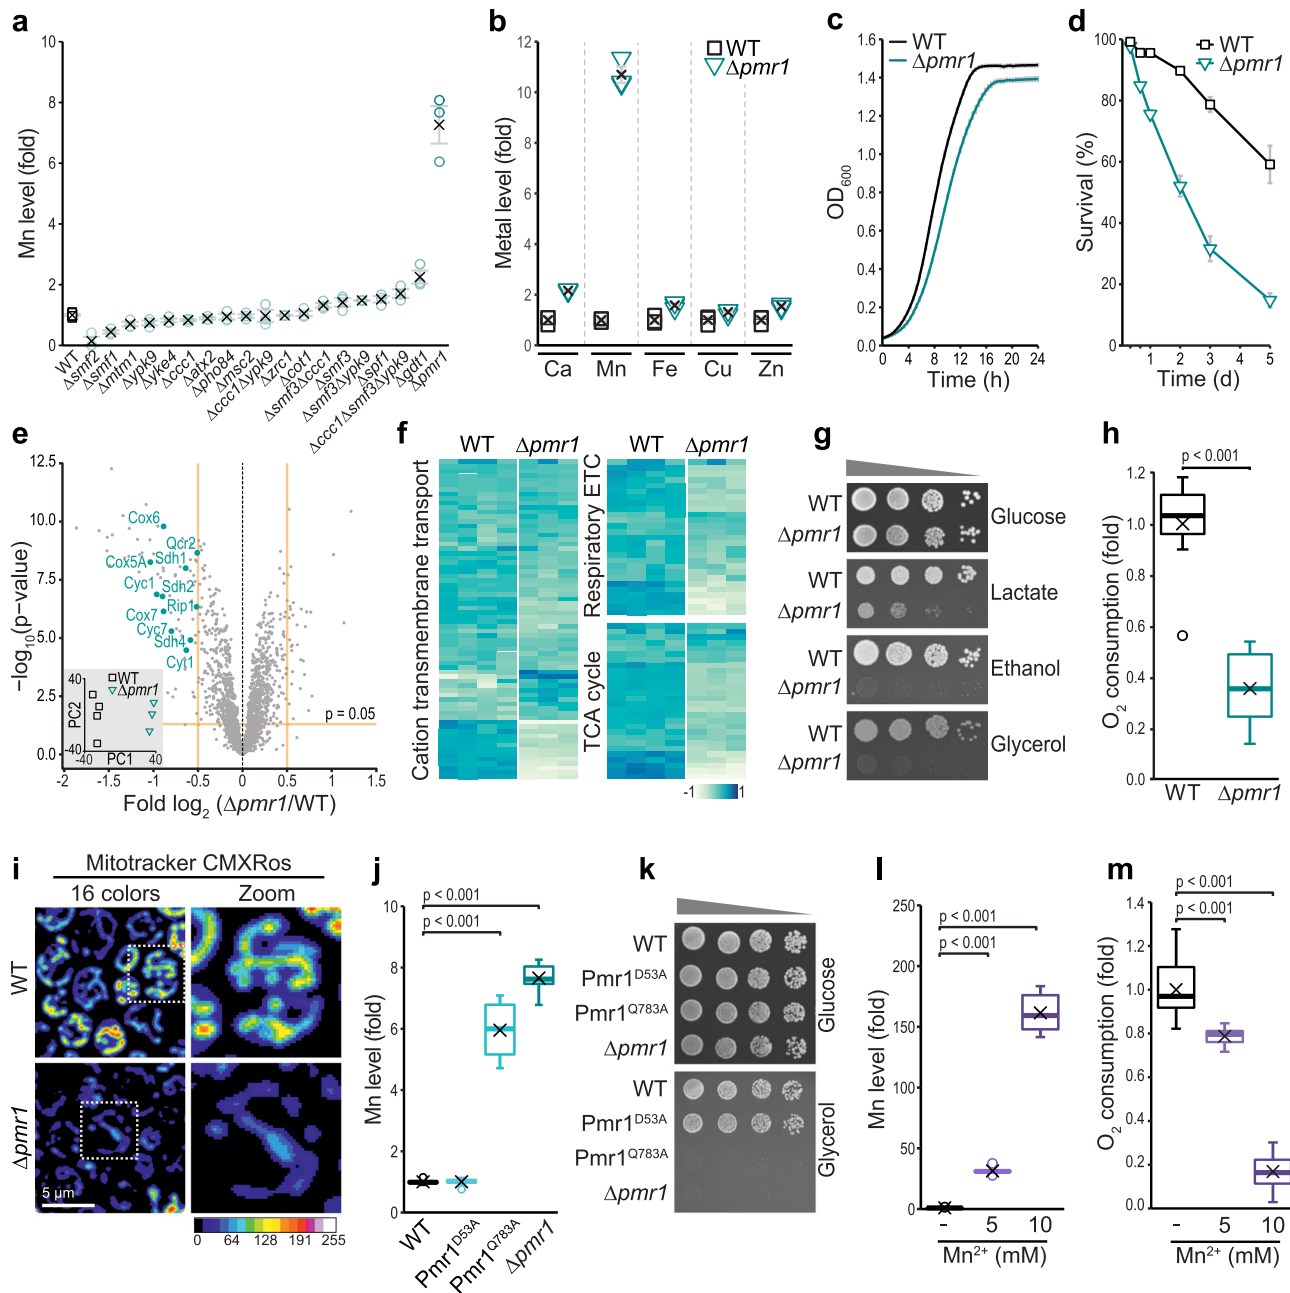 a
Mn level (fold)
10
8
6
4
2
0
WT
Δsmf2
Δsmf1
Δmtm1
Δypk9
Δyke4
Δccc1
Δatx2
Δpho84
Δmsc2
Δccc1Δypk9
Δzrc1
Δcot1
Δsmf3Δccc1
Δsmf3
Δsmf3Δypk9
Δspf1
Δccc1Δsmf3Δypk9
Δgdt1
Δpmr1
b
Metal level (fold)
12
10
8
6
4
2
0
WT
Δpmr1
Ca Mn Fe Cu Zn
c
OD600
1.6
1.4
1.2
1.0
0.8
0.6
0.4
0.2
0.0
WT
Δpmr1
0 4 8 12 16 20 24
Time (h)
d
Survival (%)
100
80
60
40
20
0
WT
Δpmr1
1 2 3 5
Time (d)
e
−log10(p−value)
12.5
10.0
7.5
5.0
2.5
0.0
Cox6
Qcr2
Cox5A
Sdh1
Cyc1
Sdh2
Rip1
Cox7
Cyc7
Sdh4
Cyt1
p = 0.05
40
PC2
-40
WT
Δpmr1
-40 40
PC1
-2 -1.5 -1 -0.5 0 0.5 1 1.5
Fold log2 (Δpmr1/WT)
f
WT Δpmr1 WT Δpmr1
Cation transmembrane transport
Respiratory ETC
TCA cycle
-1 1
g
WT
Δpmr1
Glucose
WT
Δpmr1
Lactate
WT
Δpmr1
Ethanol
WT
Δpmr1
Glycerol
h
p < 0.001
O2 consumption (fold)
1.2
1.0
0.8
0.6
0.4
0.2
0.0
WT Δpmr1
i
Mitotracker CMXRos
16 colors Zoom
WT
Δpmr1
5 µm
0 64 128 191 255
j
p < 0.001
p < 0.001
Mn level (fold)
10
8
6
4
2
0
WT
Pmr1D53A
Pmr1Q783A
Δpmr1
k
WT
Pmr1D53A
Pmr1Q783A
Δpmr1
Glucose
WT
Pmr1D53A
Pmr1Q783A
Δpmr1
Glycerol
l
p < 0.001
p < 0.001
Mn level (fold)
250
200
150
100
50
0
- 5 10
Mn2+ (mM)
m
p < 0.001
p < 0.001
O2 consumption (fold)
1.4
1.2
1.0
0.8
0.6
0.4
0.2
0.0
- 5 10
Mn2+ (mM)